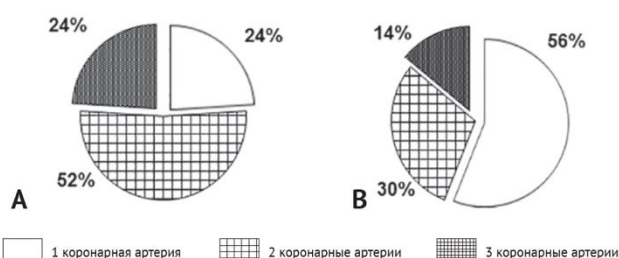 24% 24%
52%
A
14% 56%
30%
B
1 коронарная артерия 2 коронарные артерии 3 коронарные артерии